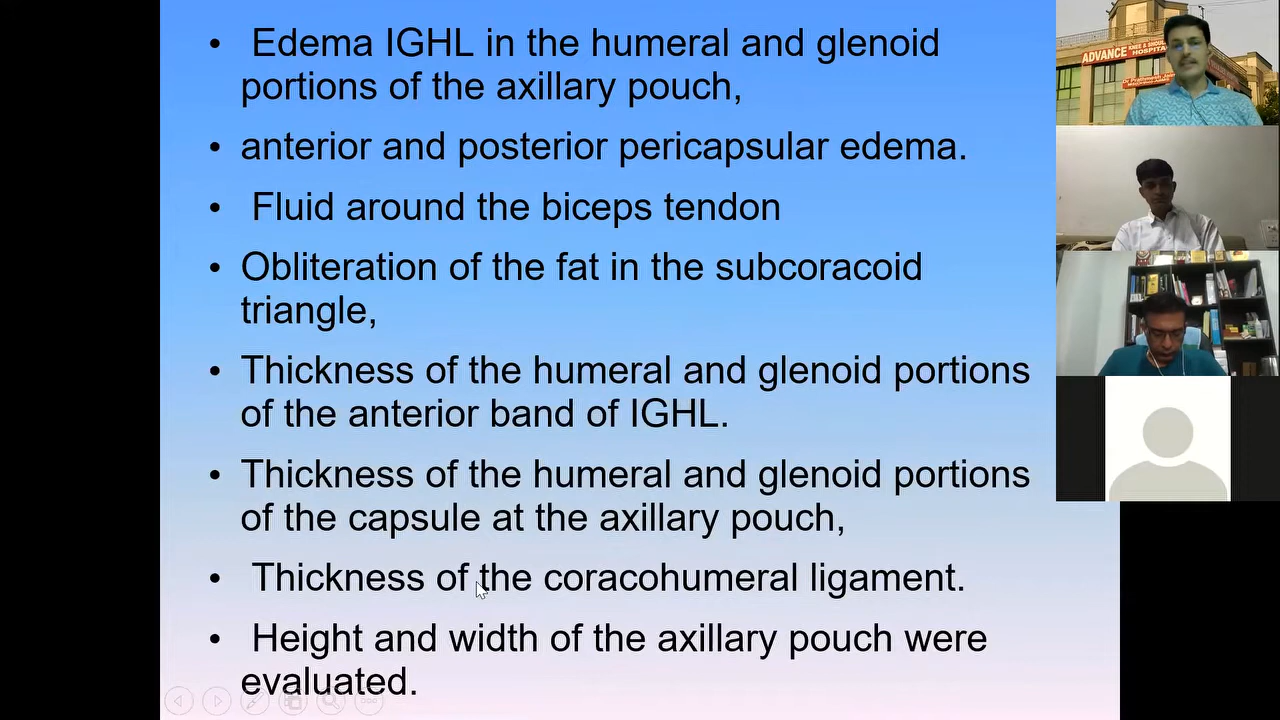 • Edema IGHL in the humeral and glenoid
portions of the axillary pouch,
• anterior and posterior pericapsular edema.
• Fluid around the biceps tendon
• Obliteration of the fat in the subcoracoid
triangle,
• Thickness of the humeral and glenoid portions
of the anterior band of IGHL.
• Thickness of the humeral and glenoid portions
of the capsule at the axillary pouch,
• Thickness of the coracohumeral ligament.
• Height and width of the axillary pouch were
evaluated.
ADVANCE KNEE & SHOUL
HOSPITAL